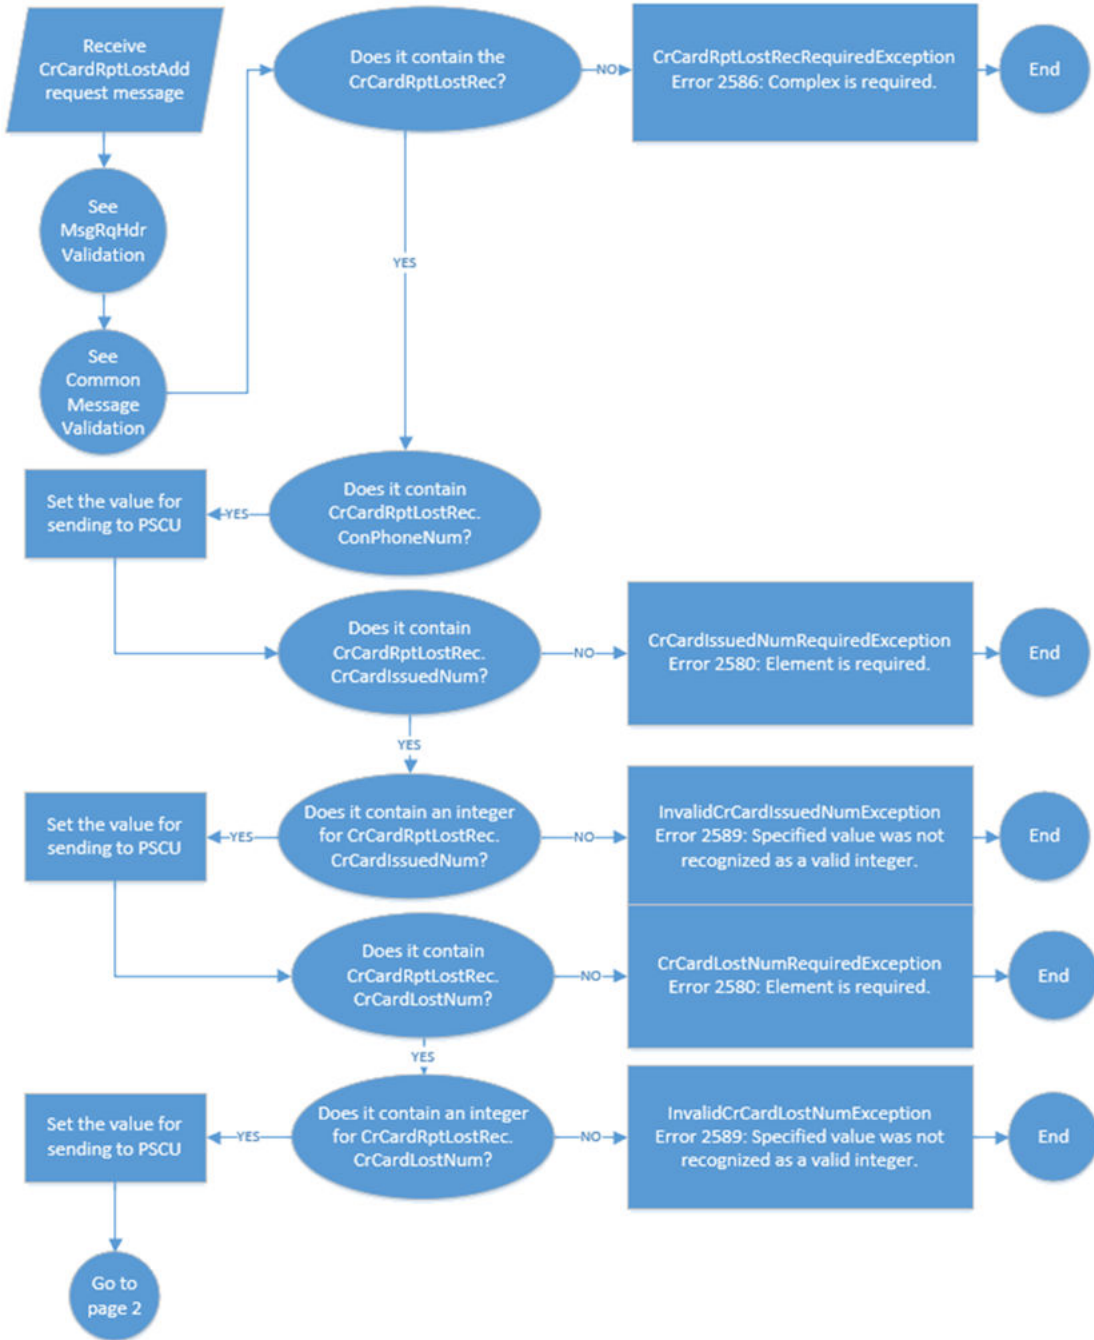 Receive
CrCardRptLostAdd
request message
Does it contain the
CrCardRptLostRec?
NO
CrCardRptLostRecRequiredException
Error 2586: Complex is required.
End
See
MsgRqHdr
Validation
YES
See
Common
Message
Validation
Does it contain
CrCardRptLostRec.
ConPhoneNum?
YES
Set the value for
sending to PSCU
Does it contain
CrCardRptLostRec.
CrCardIssuedNum?
NO
CrCardIssuedNumRequiredException
Error 2580: Element is required.
End
YES
Does it contain an integer
for CrCardRptLostRec.
CrCardIssuedNum?
YES
Set the value for
sending to PSCU
NO
InvalidCrCardIssuedNumException
Error 2589: Specified value was not
recognized as a valid integer.
End
Does it contain
CrCardRptLostRec.
CrCardLostNum?
NO
CrCardLostNumRequiredException
Error 2580: Element is required.
End
YES
Does it contain an integer
for CrCardRptLostRec.
CrCardLostNum?
YES
Set the value for
sending to PSCU
NO
InvalidCrCardLostNumException
Error 2589: Specified value was not
recognized as a valid integer.
End
Go to
page 2